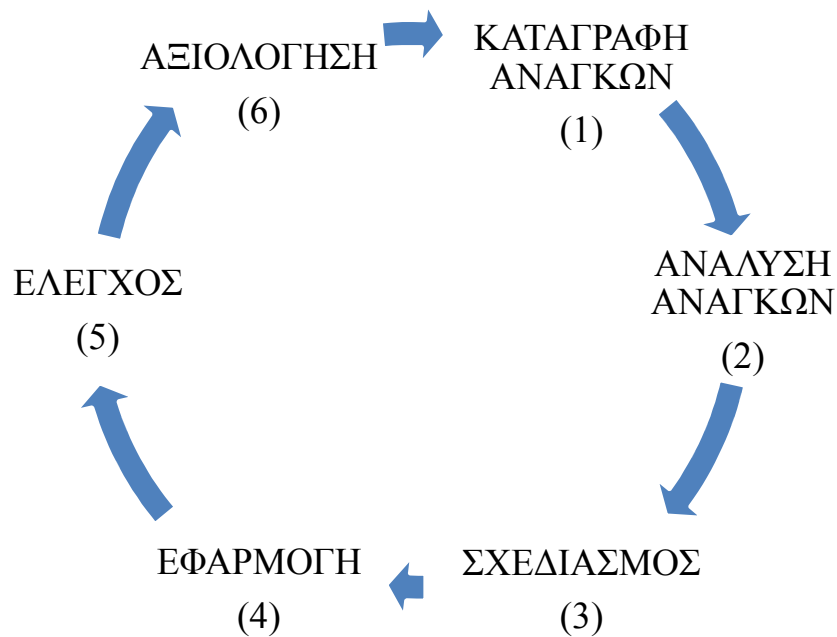 ΚΑΤΑΓΡΑΦΗ
ΑΝΑΓΚΩΝ
(1)
ΑΝΑΛΥΣΗ
ΑΝΑΓΚΩΝ
(2)
ΣΧΕΔΙΑΣΜΟΣ
(3)
ΕΦΑΡΜΟΓΗ
(4)
ΕΛΕΓΧΟΣ
(5)
ΑΞΙΟΛΟΓΗΣΗ
(6)